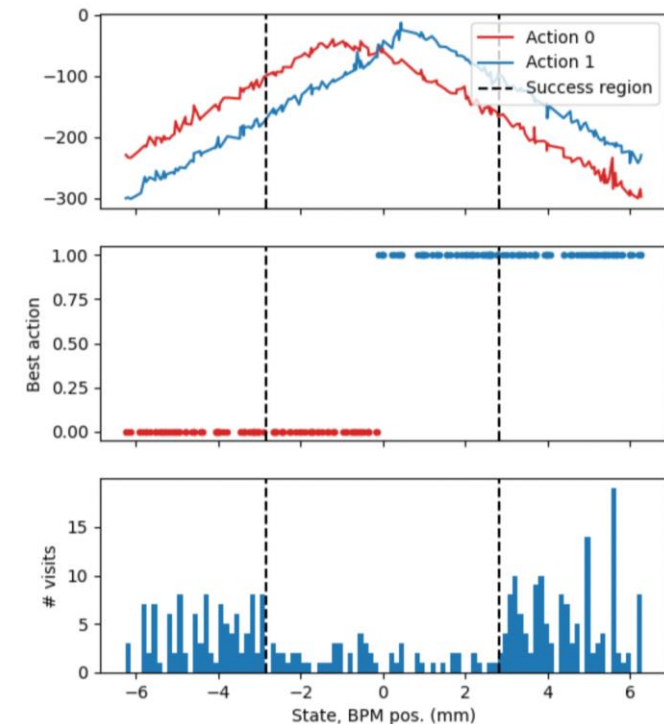 0
−100
−200
−300
Action 0
Action 1
Success region
1.00
0.75
0.50
0.25
0.00
Best action
15
10
5
0
# visits
−6 −4 −2 0 2 4 6
State, BPM pos. (mm)